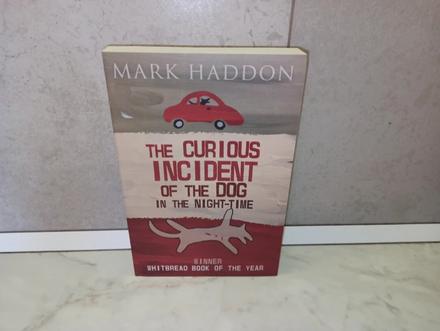 MARK HADDON
THE CURIOUS
INCIDENT
OF THE DOG
IN THE NIGHT-TIME
WINNER
WHITBREAD BOOK OF THE YEAR